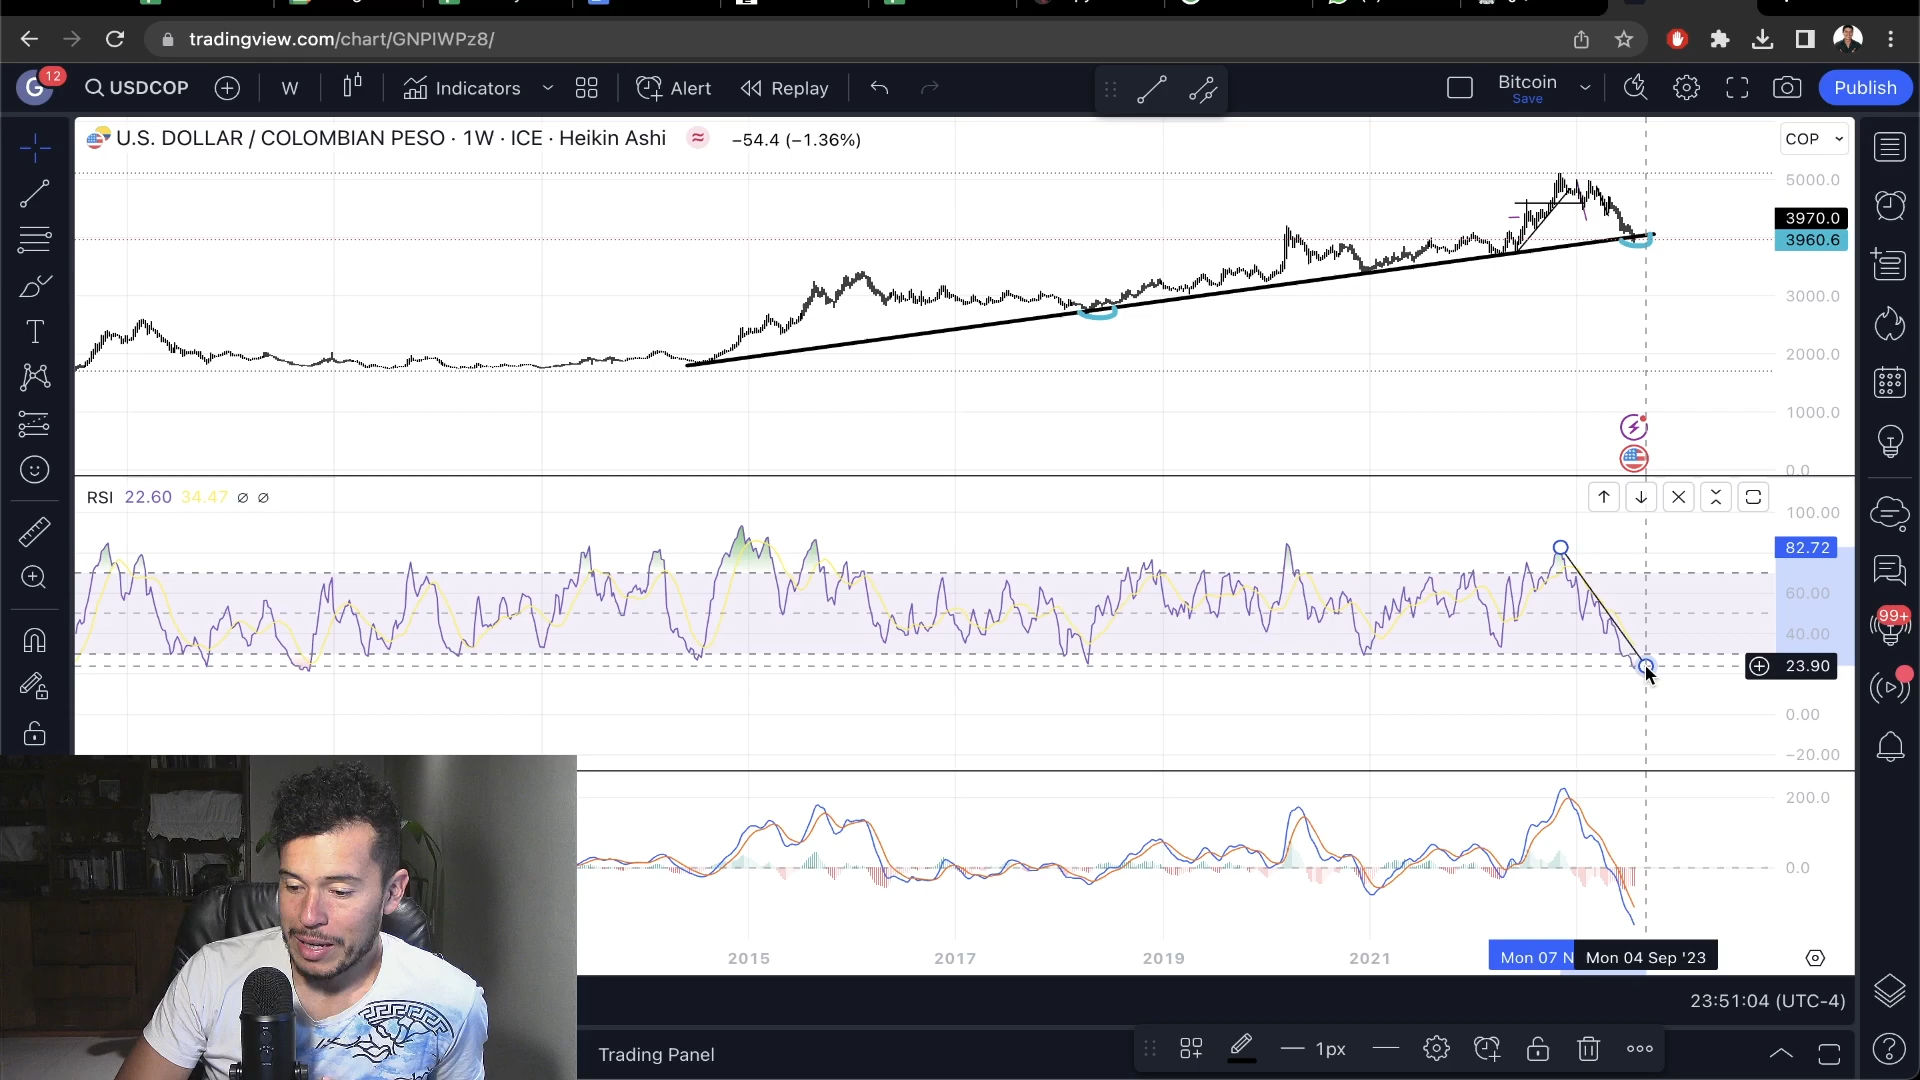 tradingview.com/chart/GNPIWPz8/
G 12 USDCOP W Indicators Alert Replay Bitcoin Save Publish
U.S. DOLLAR / COLOMBIAN PESO · 1W · ICE · Heikin Ashi −54.4 (−1.36%) COP
5000.0
3970.0
3960.6
3000.0
2000.0
1000.0
0.0
RSI 22.60 34.47 ∅ ∅
100.00
82.72
60.00
99+
40.00
23.90
0.00
−20.00
200.0
0.0
2015 2017 2019 2021 Mon 07 N Mon 04 Sep '23
23:51:04 (UTC-4)
Trading Panel 1px